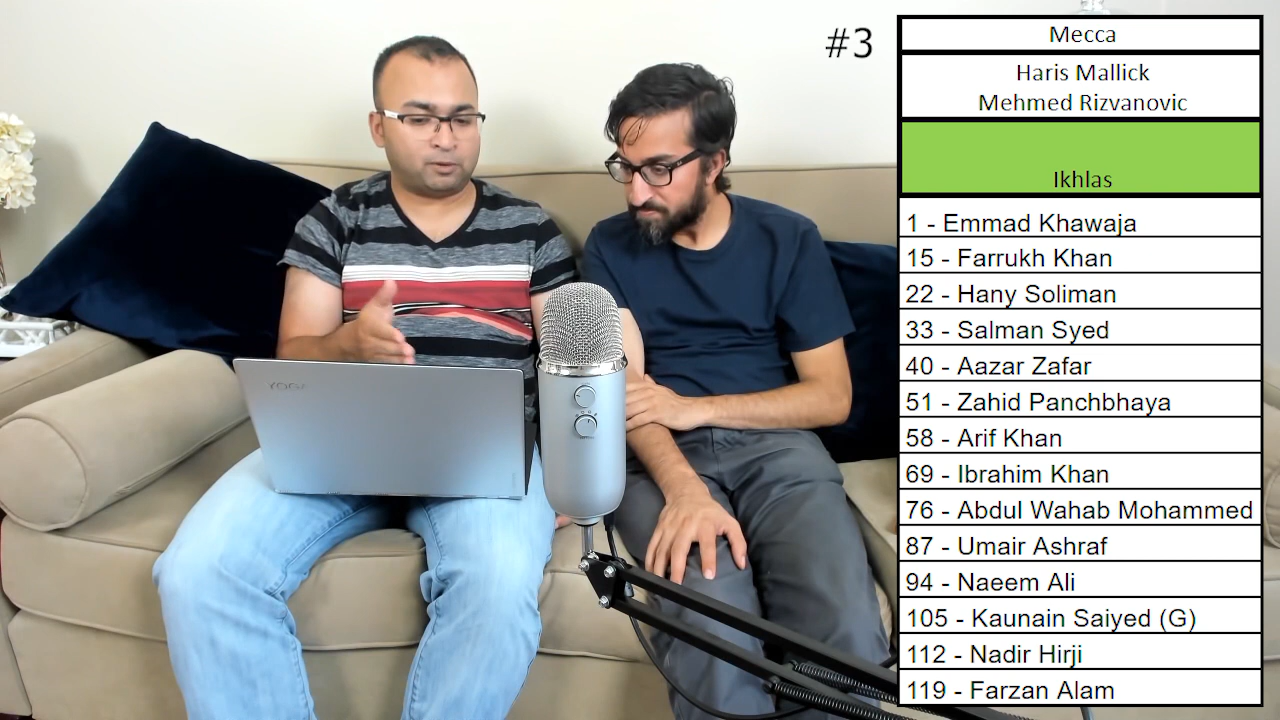 #3
Mecca
Haris Mallick
Mehmed Rizvanovic
Ikhlas
1 - Emmad Khawaja
15 - Farrukh Khan
22 - Hany Soliman
33 - Salman Syed
40 - Aazar Zafar
51 - Zahid Panchbhaya
58 - Arif Khan
69 - Ibrahim Khan
76 - Abdul Wahab Mohammed
87 - Umair Ashraf
94 - Naeem Ali
105 - Kaunain Saiyed (G)
112 - Nadir Hirji
119 - Farzan Alam
YOGA